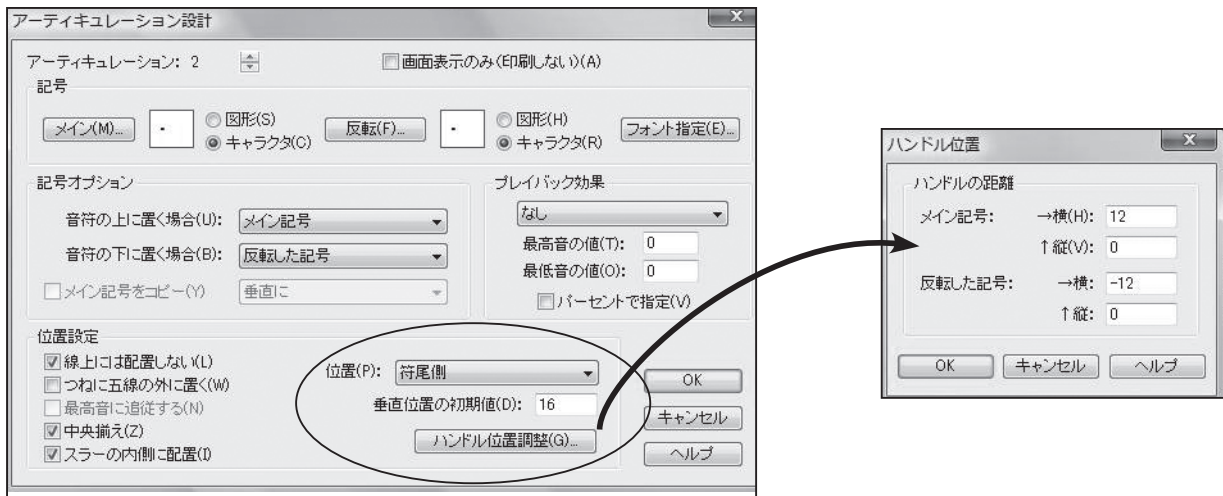 アーティキュレーション設計
アーティキュレーション: 2
画面表示のみ(印刷しない)(A)
記号
メイン(M)...
図形(S)
キャラクタ(C)
反転(F)...
図形(H)
キャラクタ(R)
フォント指定(E)...
記号オプション
音符の上に置く場合(U): メイン記号
音符の下に置く場合(B): 反転した記号
メイン記号をコピー(Y) 垂直に
プレイバック効果
なし
最高音の値(T): 0
最低音の値(O): 0
パーセントで指定(V)
位置設定
線上には配置しない(L)
つねに五線の外に置く(W)
最高音に追従する(N)
中央揃え(Z)
スラーの内側に配置(I)
位置(P): 符尾側
垂直位置の初期値(D): 16
ハンドル位置調整(G)...
OK
キャンセル
ヘルプ
ハンドル位置
ハンドルの距離
メイン記号: →横(H): 12
↑縦(V): 0
反転した記号: →横: -12
↑縦: 0
OK キャンセル ヘルプ